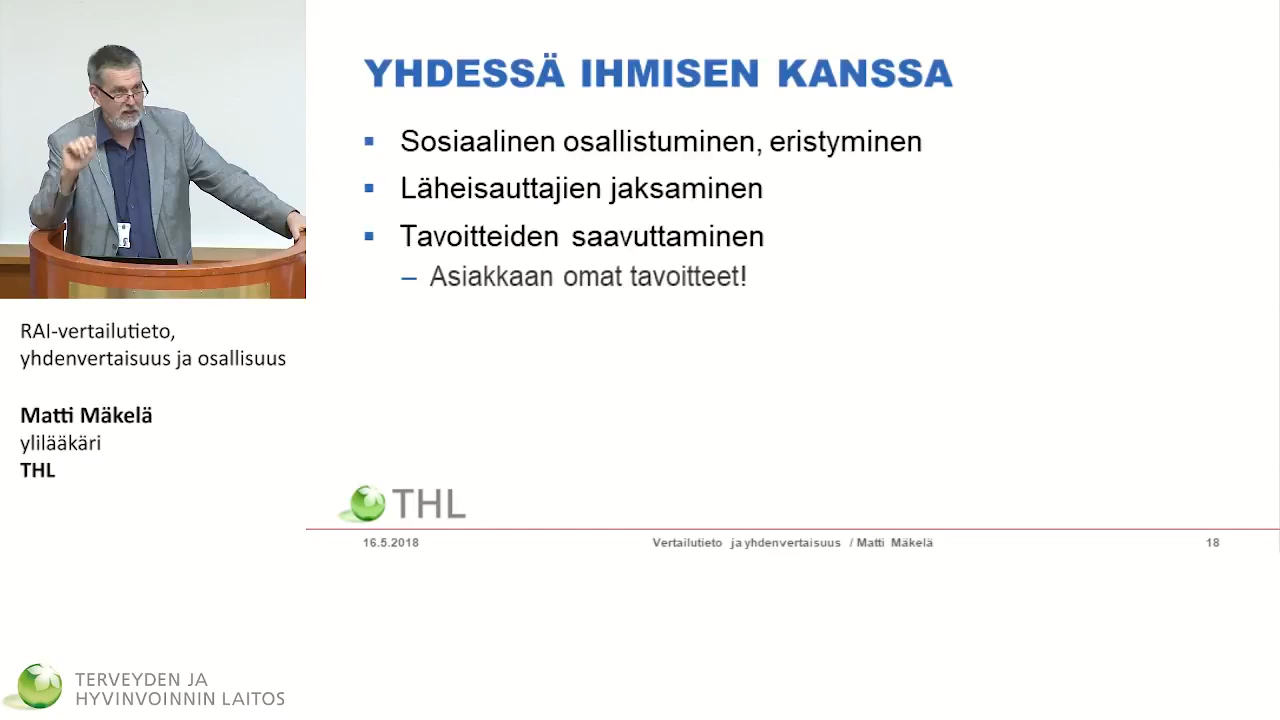 YHDESSÄ IHMISEN KANSSA
Sosiaalinen osallistuminen, eristyminen
Läheisauttajien jaksaminen
Tavoitteiden saavuttaminen
– Asiakkaan omat tavoitteet!
RAI-vertailutieto,
yhdenvertaisuus ja osallisuus
Matti Mäkelä
ylilääkäri
THL
THL
16.5.2018 Vertailutieto ja yhdenvertaisuus / Matti Mäkelä 18
TERVEYDEN JA
HYVINVOINNIN LAITOS